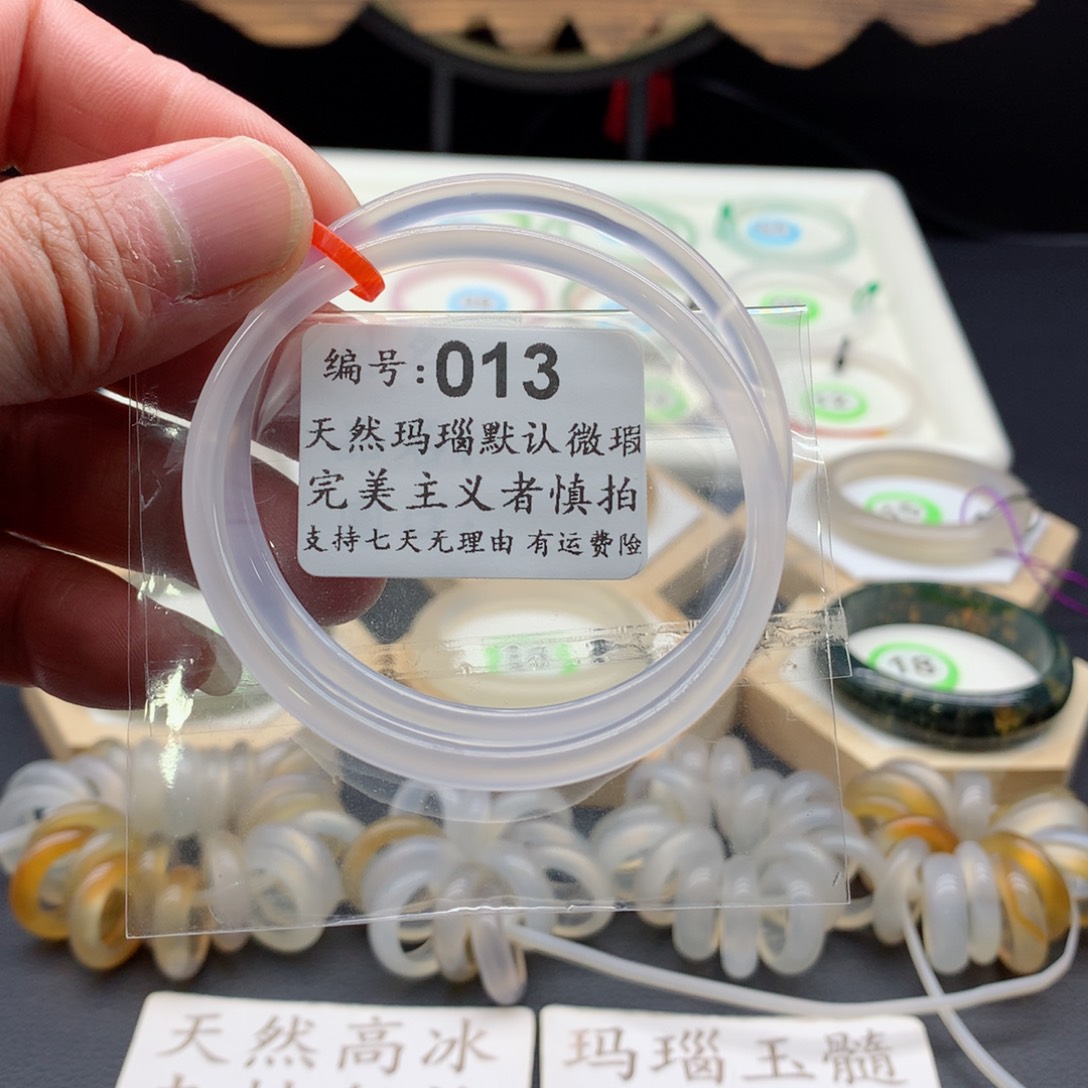 编号:013
天然玛瑙默认微瑕
完美主义者慎拍
支持七天无理由 有运费险
18
天然高冰
玛瑙玉髓